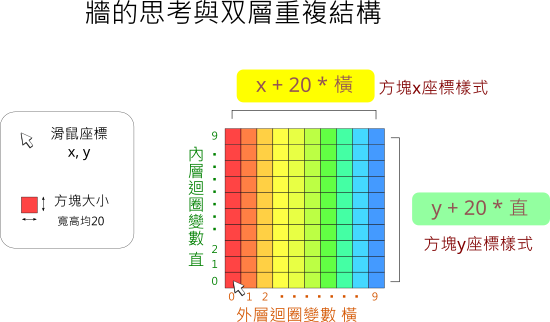 牆的思考與双層重複結構
x + 20 * 橫
方塊x座標樣式
滑鼠座標
x, y
方塊大小
寬高均20
內層迴圈變數 直
9
2
1
0
y + 20 * 直
方塊y座標樣式
0 1 2 9
外層迴圈變數 橫